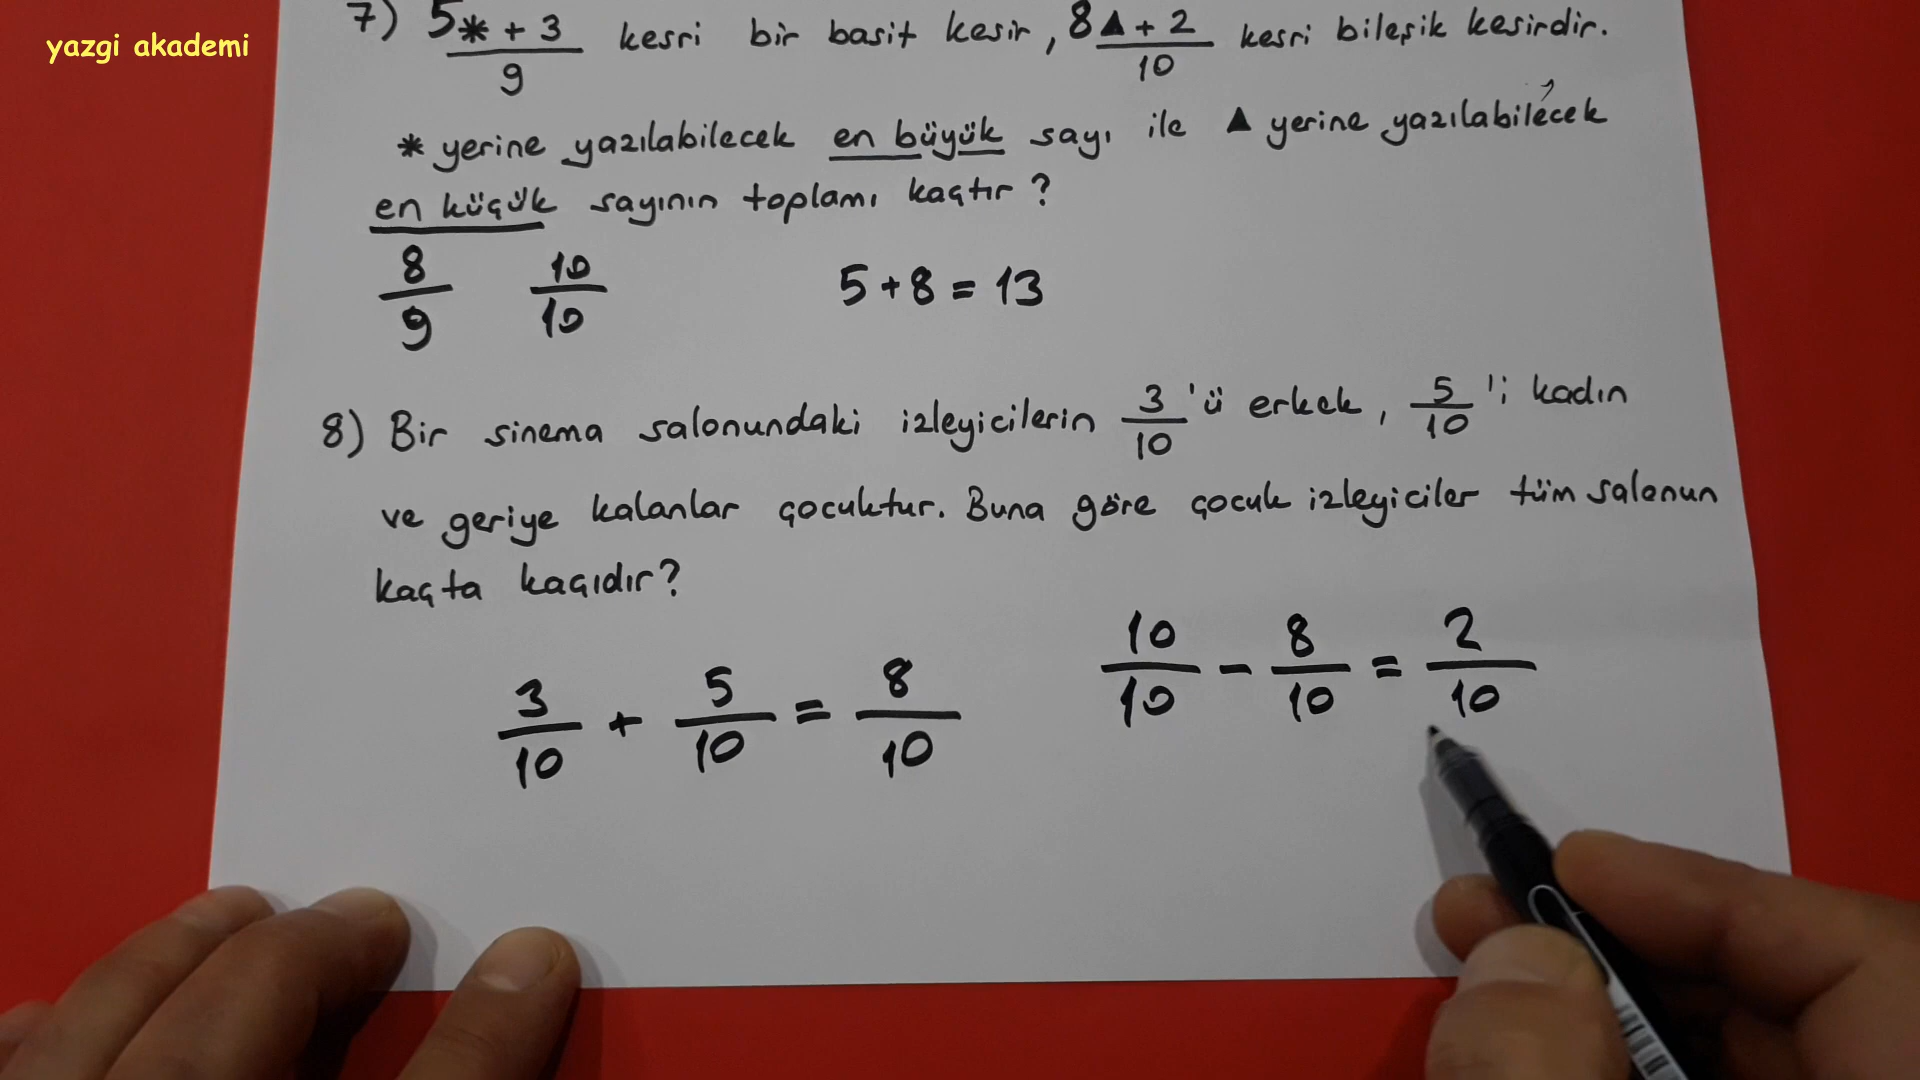 yazgi akademi
7) 5 * + 3 / 9 kesri bir basit kesir, 8 ▲ + 2 / 10 kesri bileşik kesirdir.
* yerine yazılabilecek en büyük sayı ile ▲ yerine yazılabilecek
en küçük sayının toplamı kaçtır?
8/9 10/10 5 + 8 = 13
8) Bir sinema salonundaki izleyicilerin 3/10 'ü erkek, 5/10 'i kadın
ve geriye kalanlar çocuktur. Buna göre çocuk izleyiciler tüm salonun
kaçta kaçıdır?
3/10 + 5/10 = 8/10
10/10 - 8/10 = 2/10